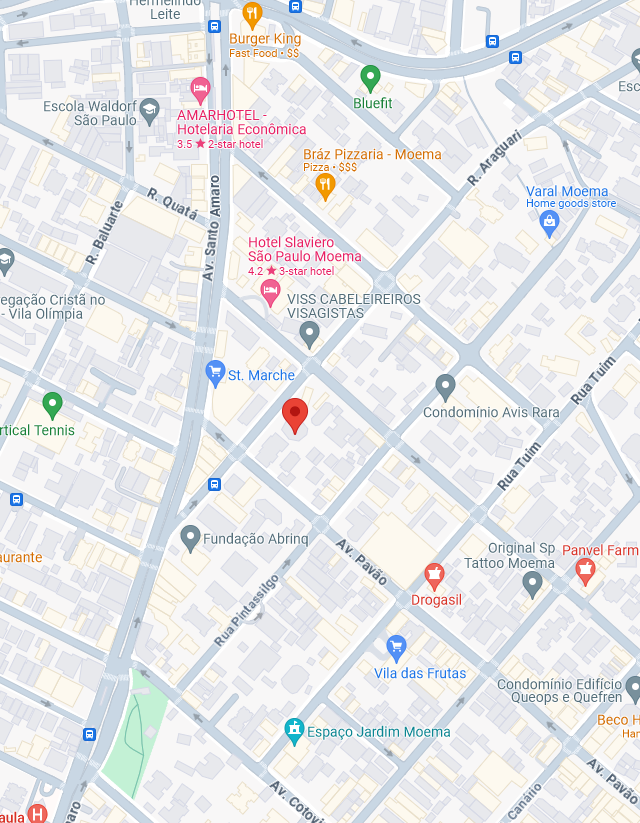 Hermelindo
Leite
Burger King
Fast Food • $$
Bluefit
Esc
Escola Waldorf
São Paulo
AMARHOTEL -
Hotelaria Econômica
3.5 ★ 2-star hotel
Bráz Pizzaria - Moema
Pizza • $$$
R. Araguari
Varal Moema
Home goods store
R. Quatá
R. Baluarte
Av. Santo Amaro
Hotel Slaviero
São Paulo Moema
4.2 ★ 3-star hotel
egação Cristã no
- Vila Olímpia
VISS CABELEIREIROS
VISAGISTAS
St. Marche
Rua Tuim
Condomínio Avis Rara
rtical Tennis
Rua Tuim
Fundação Abrinq
Av. Pavão
Original Sp
Tattoo Moema
Panvel Farm
aurante
Drogasil
Rua Pintassilgo
Vila das Frutas
Condomínio Edifício
Queops e Quefren
Beco H
Han
Espaço Jardim Moema
Av. Pavão
Av. Cotovi
Canário
aula
H
maro